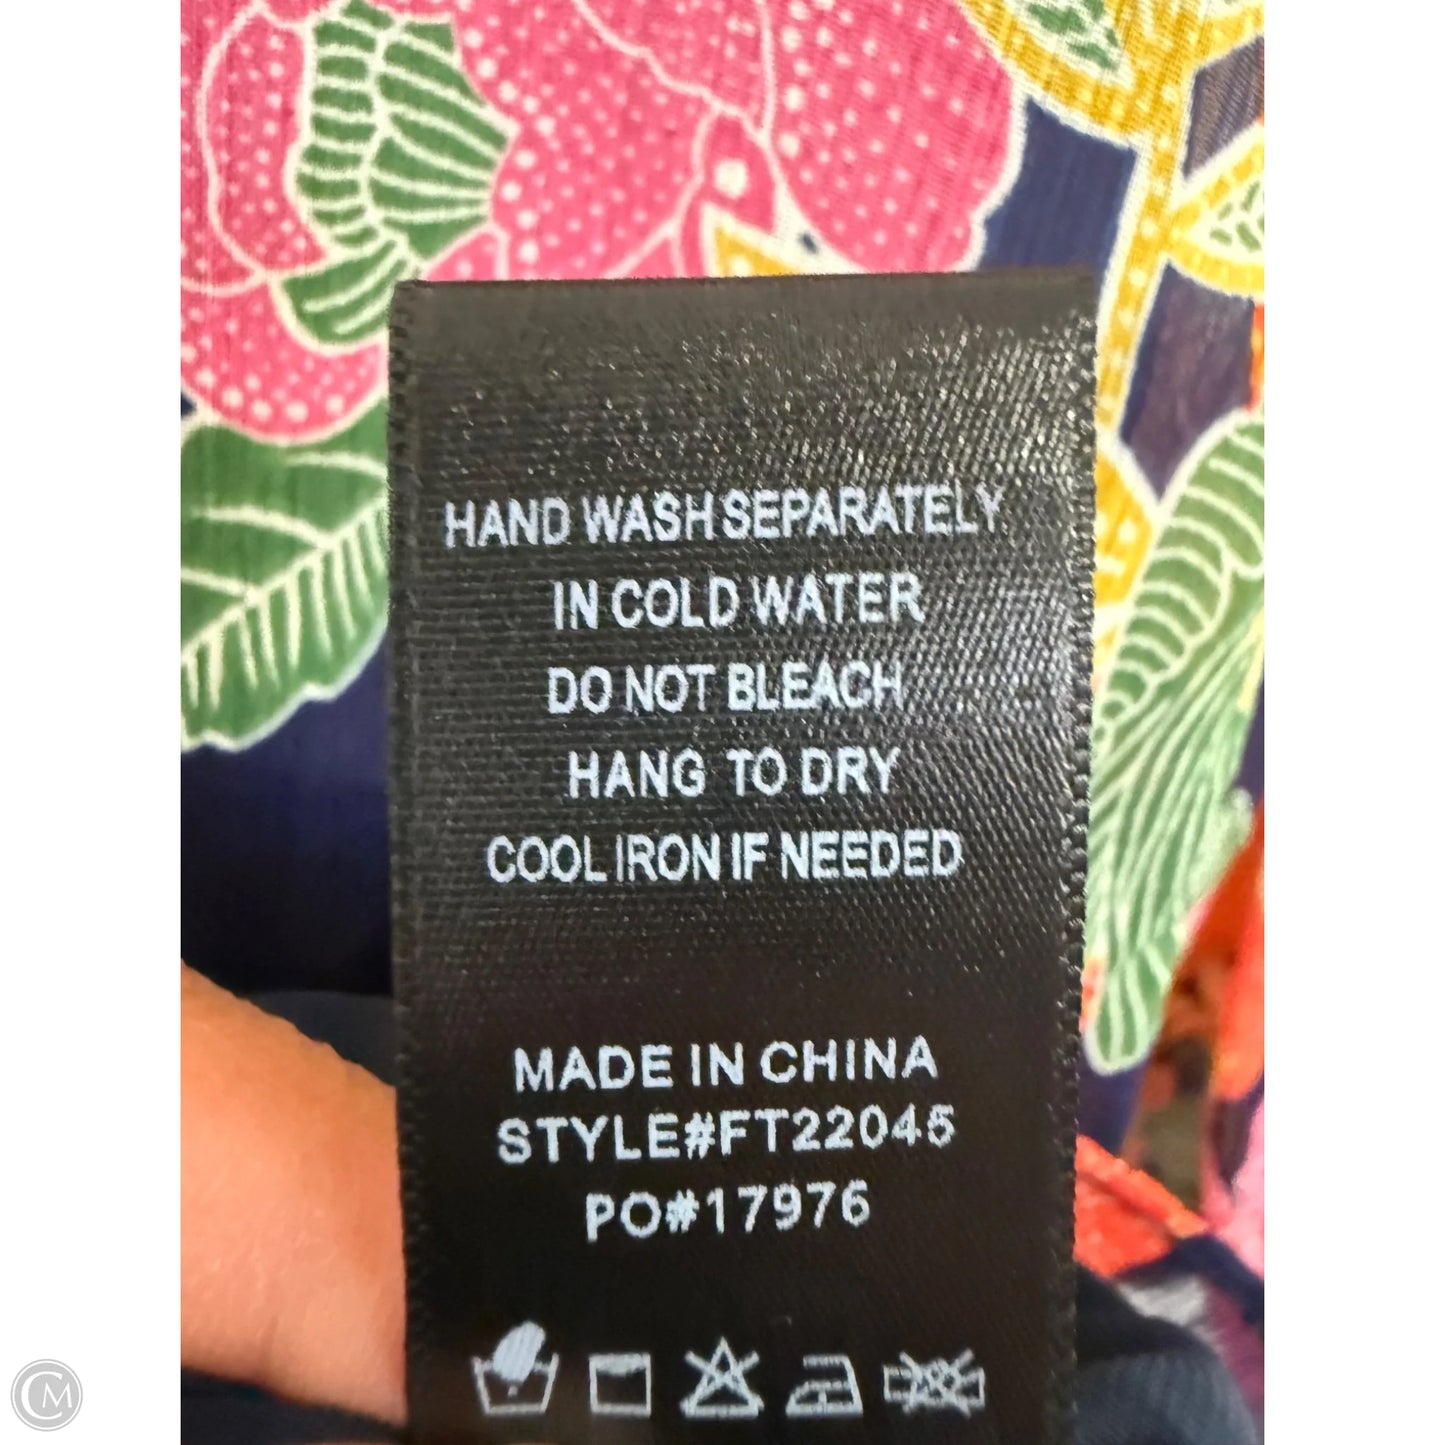 HAND WASH SEPARATELY
IN COLD WATER
DO NOT BLEACH
HANG TO DRY
COOL IRON IF NEEDED
MADE IN CHINA
STYLE#FT22045
PO#17976
CM